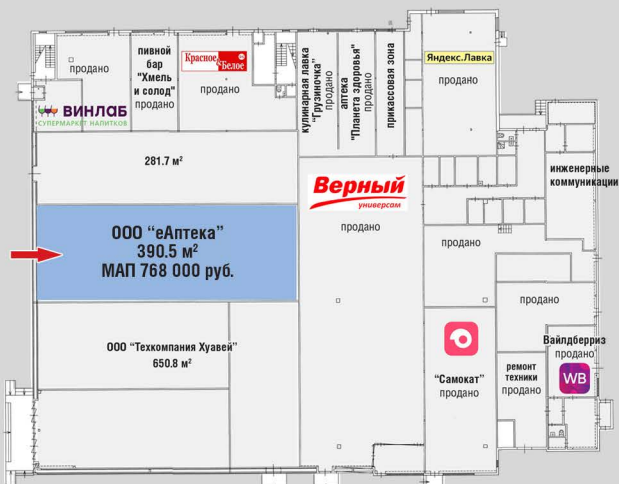 продано
пивной
бар
"Хмель
и солод"
продано
Красное
&Белое
продано
ВИНЛАБ
СУПЕРМАРКЕТ НАПИТКОВ
кулинарная лавка
"Грузиночка"
продано
аптека
"Планета здоровья"
продано
прикассовая зона
продано
Яндекс.Лавка
продано
инженерные
коммуникации
281.7 м²
Верный
универсам
продано
ООО “еАптека”
390.5 м²
МАП 768 000 руб.
продано
продано
ООО “Техкомпания Хуавей”
650.8 м²
“Самокат”
продано
ремонт
техники
продано
Вайлдберриз
продано
WB